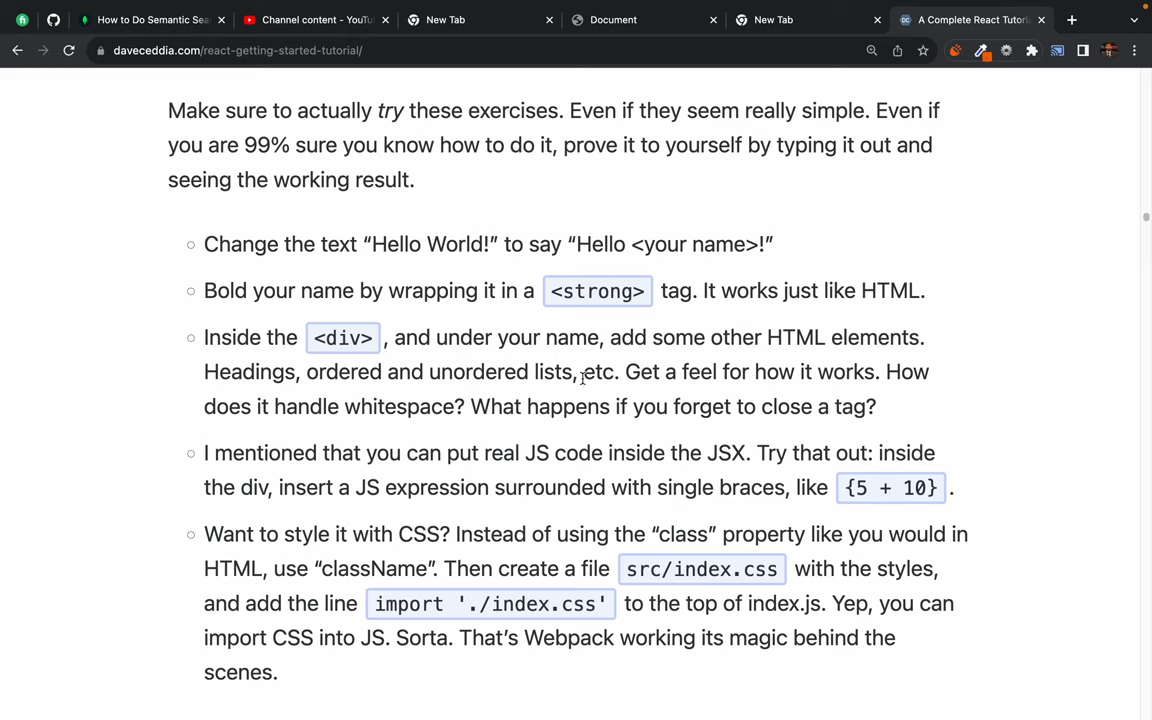 How to Do Semantic Sea
Channel content - YouTu
New Tab
Document
New Tab
A Complete React Tutoria
daveceddia.com/react-getting-started-tutorial/
Make sure to actually try these exercises. Even if they seem really simple. Even if
you are 99% sure you know how to do it, prove it to yourself by typing it out and
seeing the working result.
Change the text “Hello World!” to say “Hello <your name>!”
Bold your name by wrapping it in a <strong> tag. It works just like HTML.
Inside the <div>, and under your name, add some other HTML elements.
Headings, ordered and unordered lists, etc. Get a feel for how it works. How
does it handle whitespace? What happens if you forget to close a tag?
I mentioned that you can put real JS code inside the JSX. Try that out: inside
the div, insert a JS expression surrounded with single braces, like {5 + 10}.
Want to style it with CSS? Instead of using the “class” property like you would in
HTML, use “className”. Then create a file src/index.css with the styles,
and add the line import './index.css' to the top of index.js. Yep, you can
import CSS into JS. Sorta. That’s Webpack working its magic behind the
scenes.